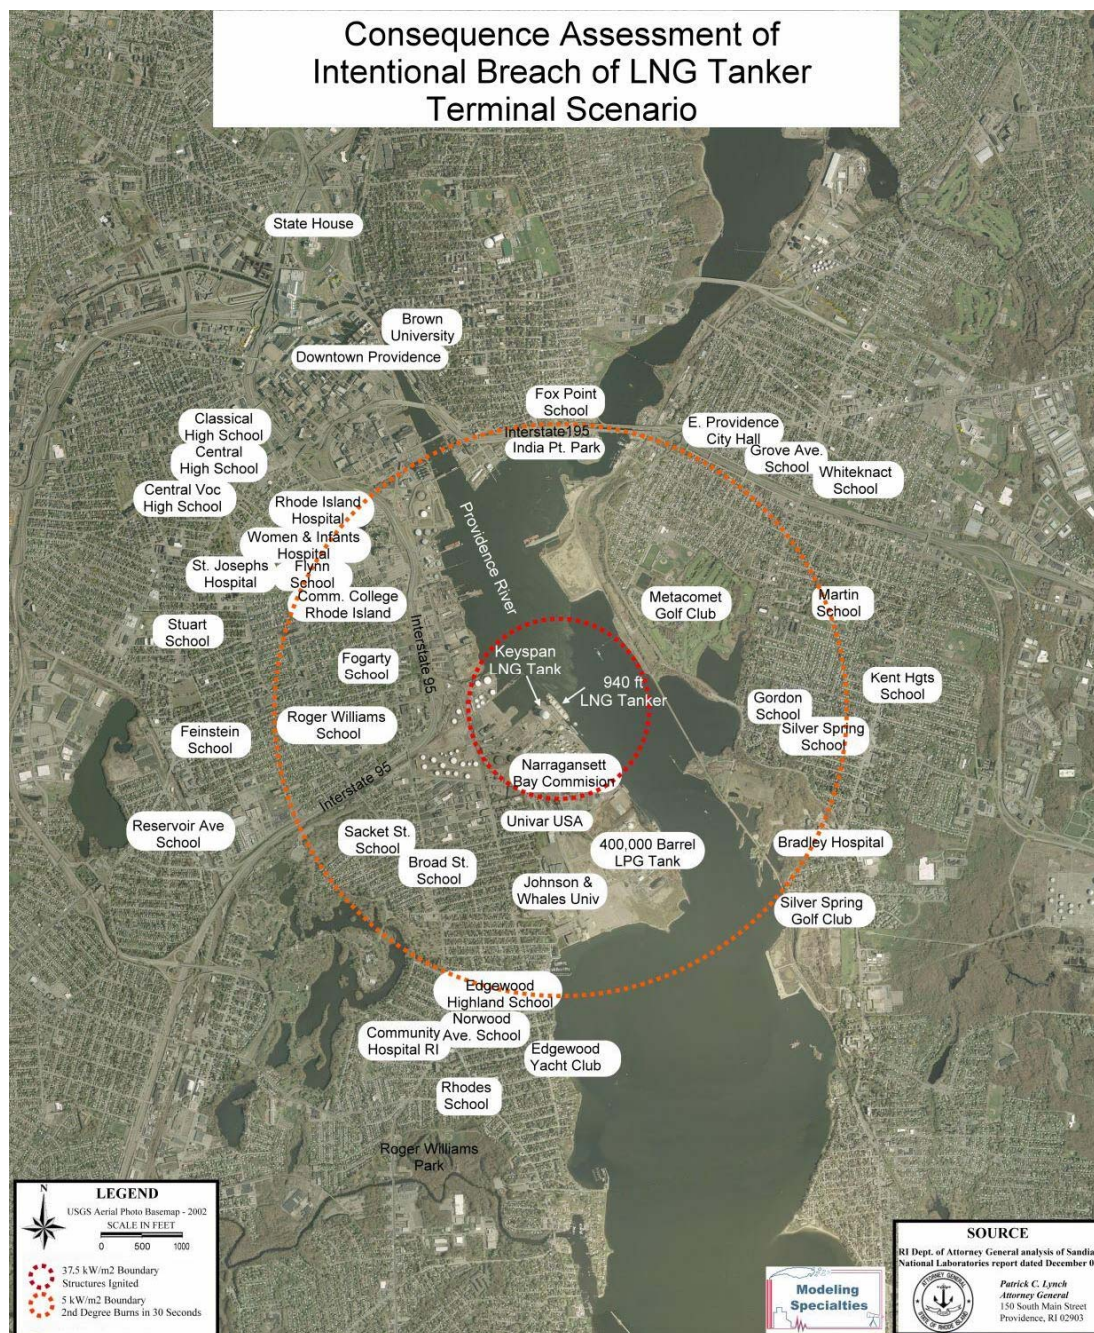 Consequence Assessment of
Intentional Breach of LNG Tanker
Terminal Scenario
State House
Brown
University
Downtown Providence
Fox Point
School
Interstate195
India Pt. Park
E. Providence
City Hall
Grove Ave.
School
Whiteknact
School
Classical
High School
Central
High School
Central Voc
High School
Rhode Island
Hospital
Women & Infants
Hospital
St. Josephs
Hospital
Flynn
School
Comm. College
Rhode Island
Providence River
Metacomet
Golf Club
Martin
School
Stuart
School
Fogarty
School
Interstate 95
Keyspan
LNG Tank
940 ft
LNG Tanker
Kent Hgts
School
Gordon
School
Silver Spring
School
Roger Williams
School
Feinstein
School
Interstate 95
Narragansett
Bay Commision
Univar USA
Reservoir Ave
School
Sacket St.
School
Broad St.
School
400,000 Barrel
LPG Tank
Bradley Hospital
Johnson &
Whales Univ
Silver Spring
Golf Club
Edgewood
Highland School
Norwood
Ave. School
Community
Hospital RI
Edgewood
Yacht Club
Rhodes
School
Roger Williams
Park
N
LEGEND
USGS Aerial Photo Basemap - 2002
SCALE IN FEET
0 500 1000
37.5 kW/m2 Boundary
Structures Ignited
5 kW/m2 Boundary
2nd Degree Burns in 30 Seconds
Modeling
Specialties
SOURCE
RI Dept. of Attorney General analysis of Sandia
National Laboratories report dated December 0
ATTORNEY GENERAL
STATE OF RHODE ISLAND
Patrick C. Lynch
Attorney General
150 South Main Street
Providence, RI 02903